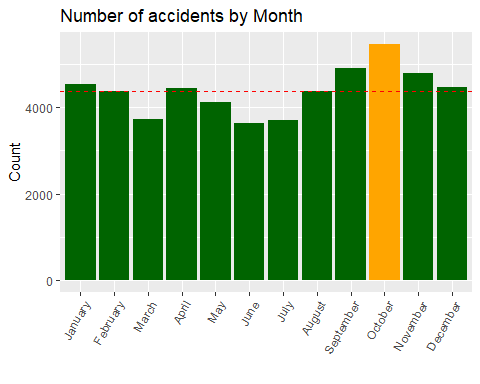 Number of accidents by Month
Count
4000
2000
0
January
February
March
April
May
June
July
August
September
October
November
December